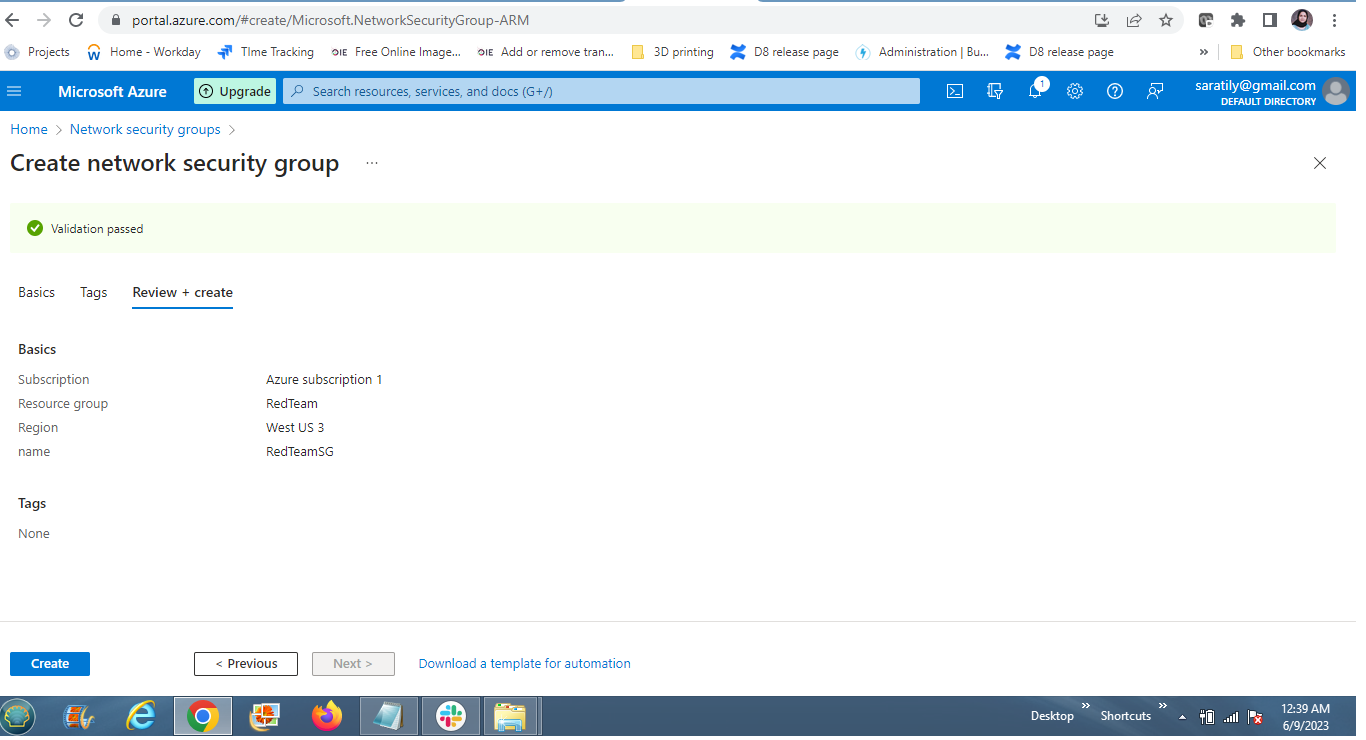 portal.azure.com/#create/Microsoft.NetworkSecurityGroup-ARM
Projects Home - Workday TIme Tracking Free Online Image... Add or remove tran... 3D printing D8 release page Administration | Bu... D8 release page » Other bookmarks
Microsoft Azure Upgrade Search resources, services, and docs (G+/) 1 saratily@gmail.com
DEFAULT DIRECTORY
Home > Network security groups >
Create network security group ...
Validation passed
Basics Tags Review + create
Basics
Subscription Azure subscription 1
Resource group RedTeam
Region West US 3
name RedTeamSG
Tags
None
Create < Previous Next > Download a template for automation
Desktop » Shortcuts » 12:39 AM
6/9/2023